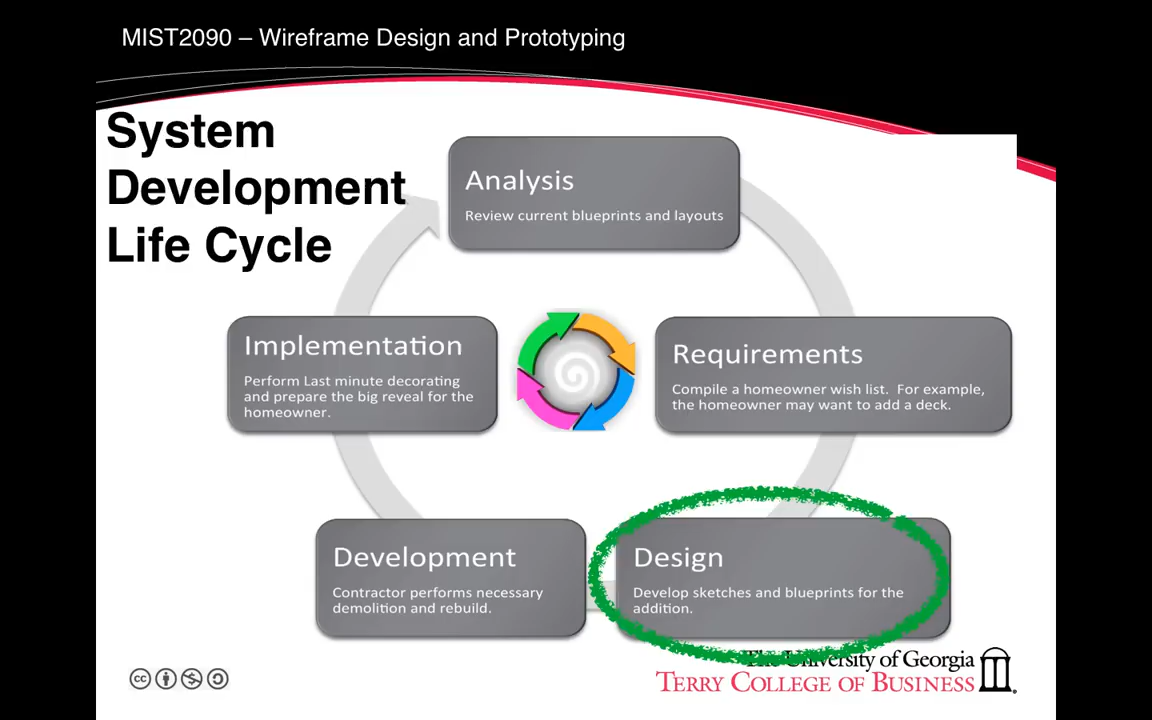 MIST2090 – Wireframe Design and Prototyping
System
Development
Life Cycle
Analysis
Review current blueprints and layouts
Requirements
Compile a homeowner wish list. For example,
the homeowner may want to add a deck.
Design
Develop sketches and blueprints for the
addition.
Development
Contractor performs necessary
demolition and rebuild.
Implementation
Perform Last minute decorating
and prepare the big reveal for the
homeowner.
cc
The University of Georgia
TERRY COLLEGE OF BUSINESS